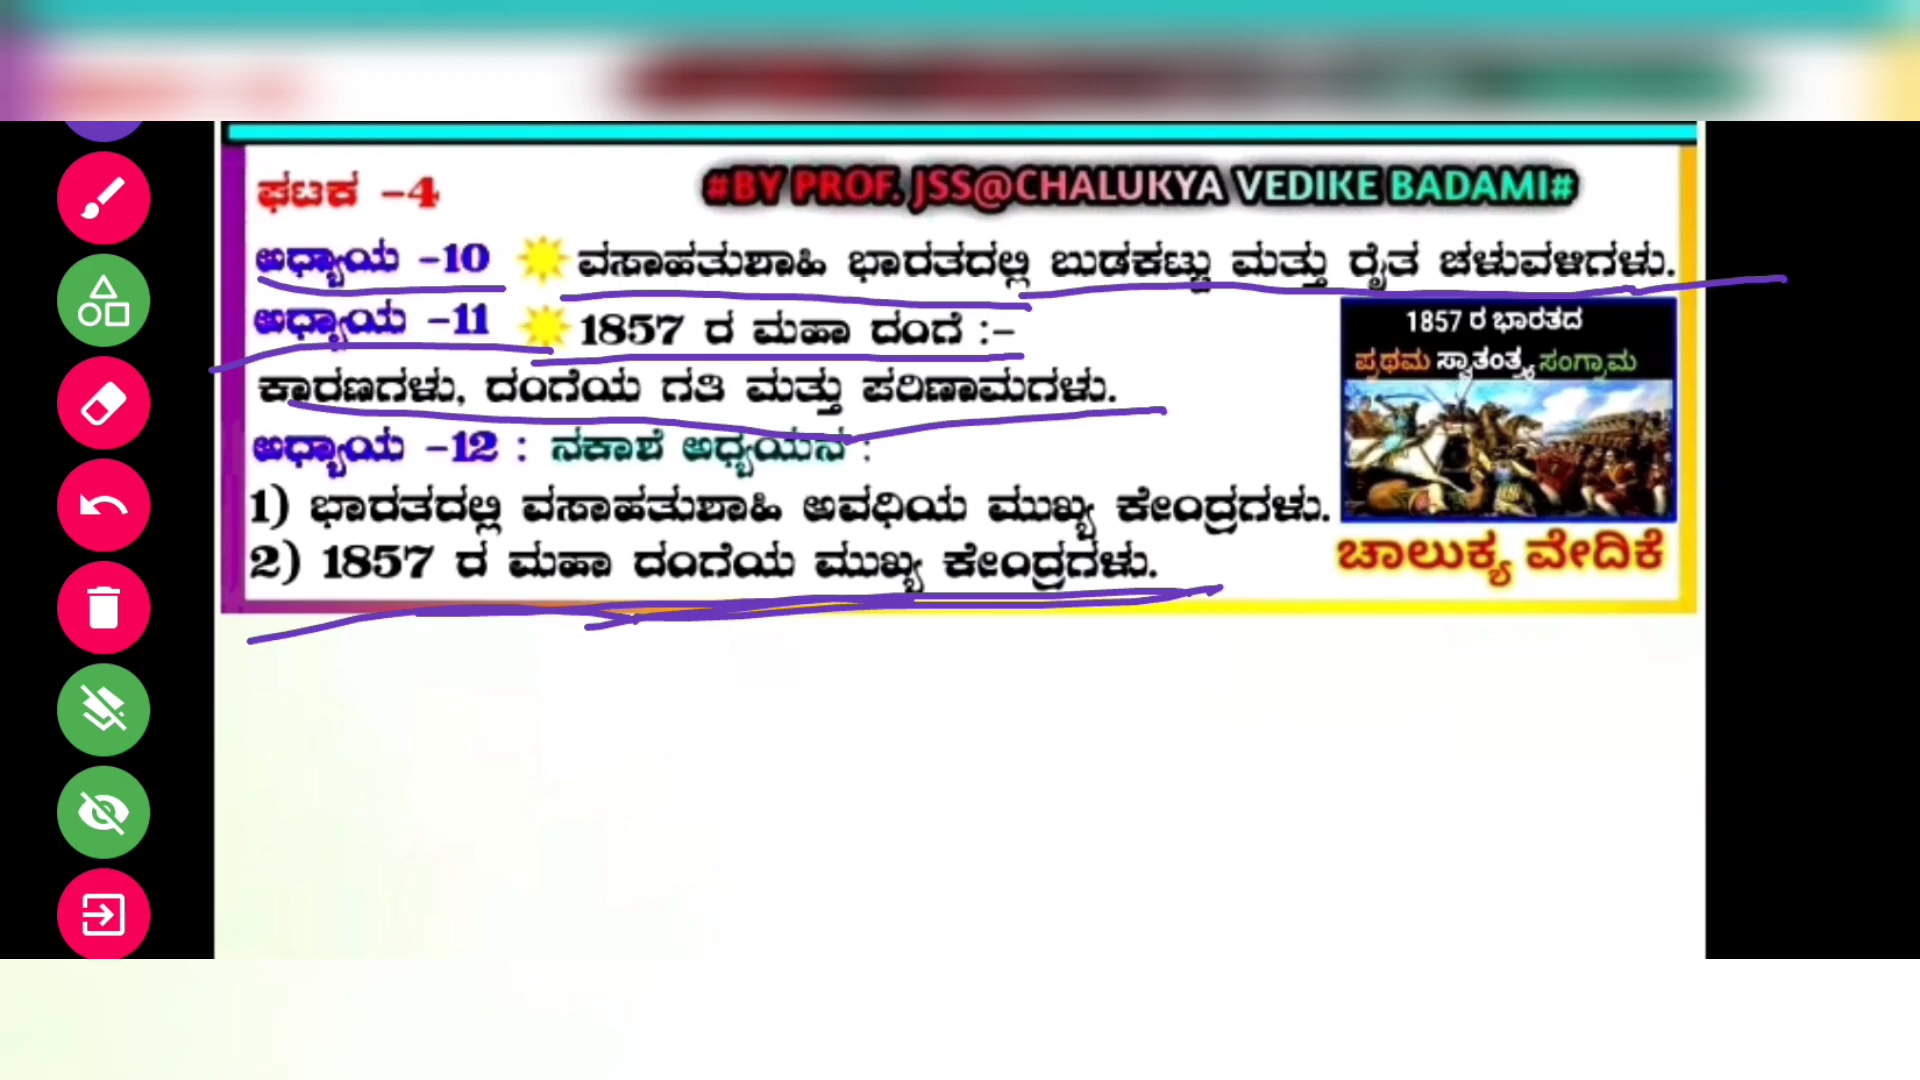 ಘಟಕ -4
#BY PROF. JSS@CHALUKYA VEDIKE BADAMI#
ಅಧ್ಯಾಯ -10 ವಸಾಹತುಶಾಹಿ ಭಾರತದಲ್ಲಿ ಬುಡಕಟ್ಟು ಮತ್ತು ರೈತ ಚಳುವಳಿಗಳು.
ಅಧ್ಯಾಯ -11 1857 ರ ಮಹಾ ದಂಗೆ :-
ಕಾರಣಗಳು, ದಂಗೆಯ ಗತಿ ಮತ್ತು ಪರಿಣಾಮಗಳು.
ಅಧ್ಯಾಯ -12 : ನಕಾಶೆ ಅಧ್ಯಯನ :
1) ಭಾರತದಲ್ಲಿ ವಸಾಹತುಶಾಹಿ ಅವಧಿಯ ಮುಖ್ಯ ಕೇಂದ್ರಗಳು.
2) 1857 ರ ಮಹಾ ದಂಗೆಯ ಮುಖ್ಯ ಕೇಂದ್ರಗಳು.
1857 ರ ಭಾರತದ
ಪ್ರಥಮ ಸ್ವಾತಂತ್ರ್ಯ ಸಂಗ್ರಾಮ
ಚಾಲುಕ್ಯ ವೇದಿಕೆ